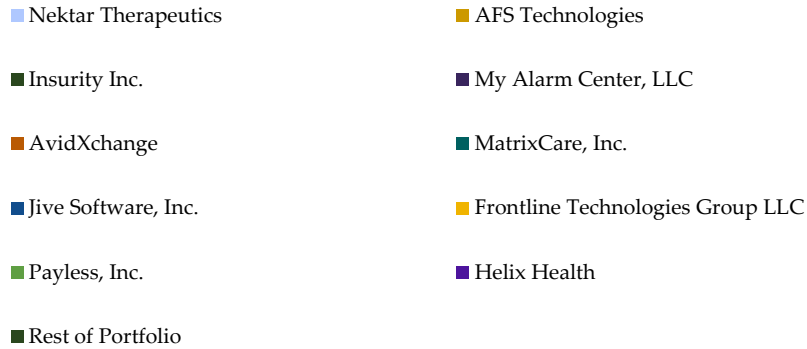 Nektar Therapeutics
AFS Technologies
Insurity Inc.
My Alarm Center, LLC
AvidXchange
MatrixCare, Inc.
Jive Software, Inc.
Frontline Technologies Group LLC
Payless, Inc.
Helix Health
Rest of Portfolio